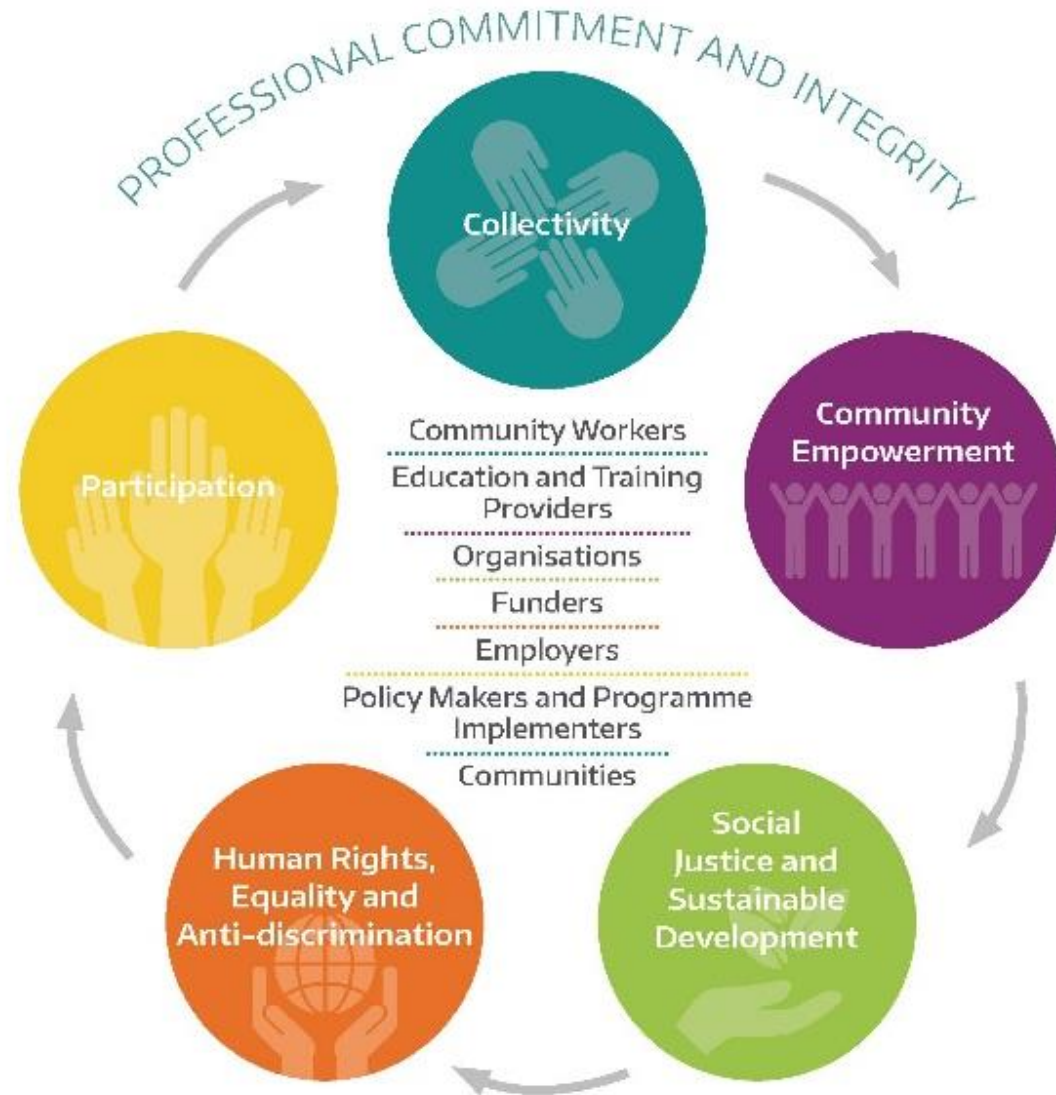 PROFESSIONAL COMMITMENT AND INTEGRITY
Collectivity
Community
Empowerment
Social
Justice and
Sustainable
Development
Human Rights,
Equality and
Anti-discrimination
Participation
Community Workers
Education and Training
Providers
Organisations
Funders
Employers
Policy Makers and Programme
Implementers
Communities